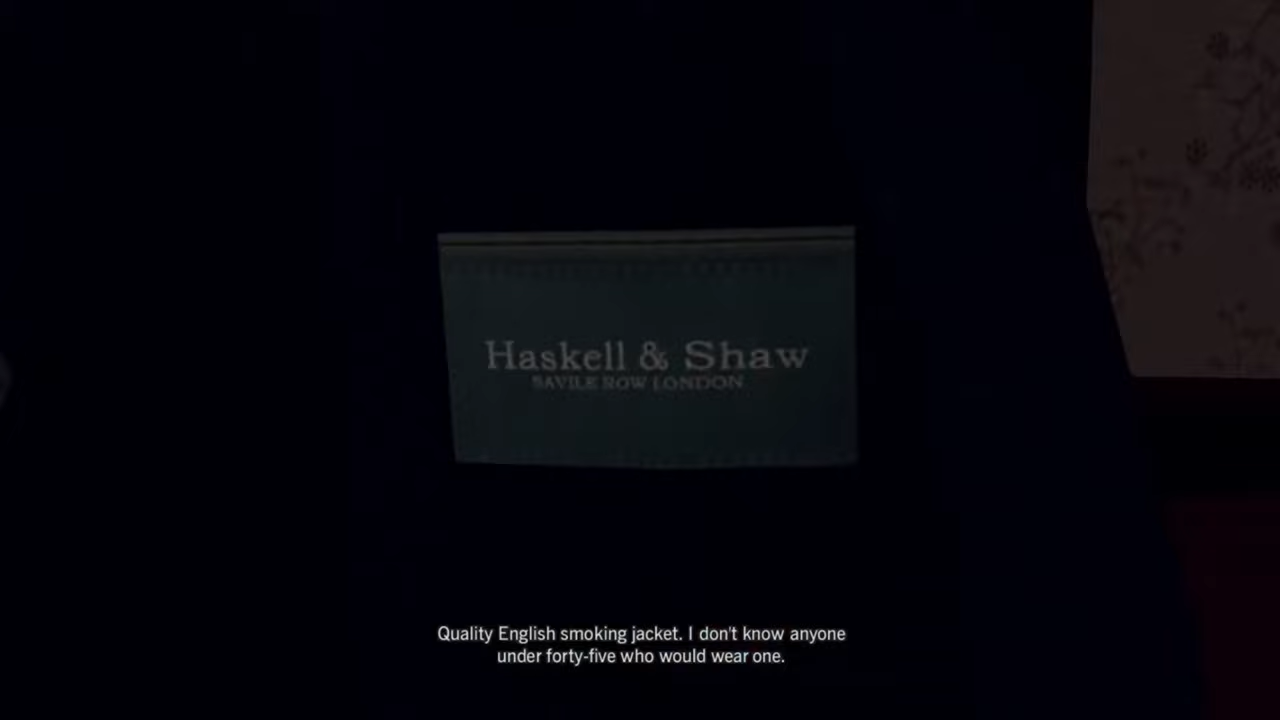 Haskell & Shaw
SAVILE ROW LONDON
Quality English smoking jacket. I don't know anyone
under forty-five who would wear one.